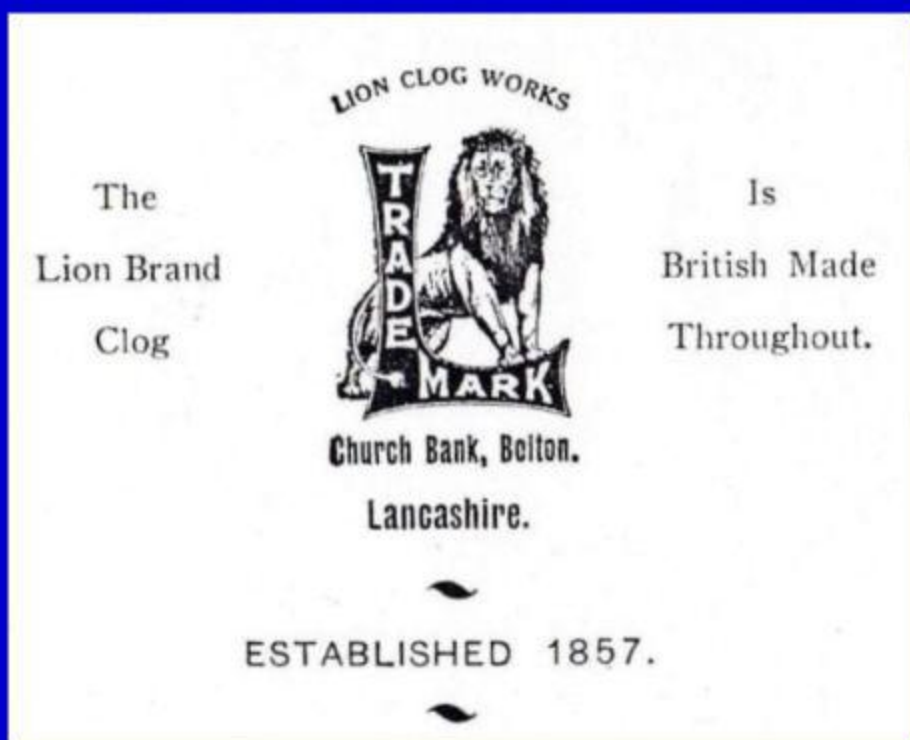 LION CLOG WORKS
The
Lion Brand
Clog
TRADE
MARK
Is
British Made
Throughout.
Church Bank, Bolton.
Lancashire.
ESTABLISHED 1857.